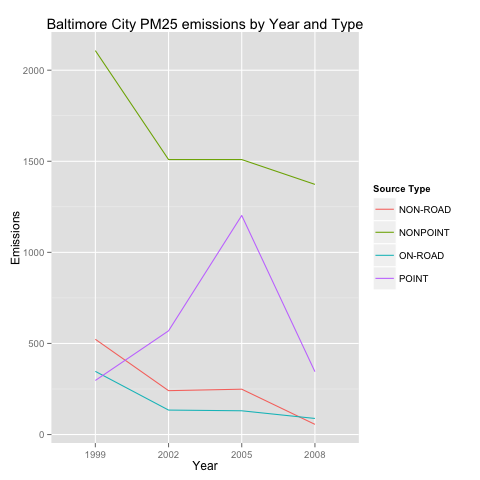 Baltimore City PM25 emissions by Year and Type
2000
1500
1000
500
0
Emissions
1999 2002 2005 2008
Year
Source Type
NON-ROAD
NONPOINT
ON-ROAD
POINT